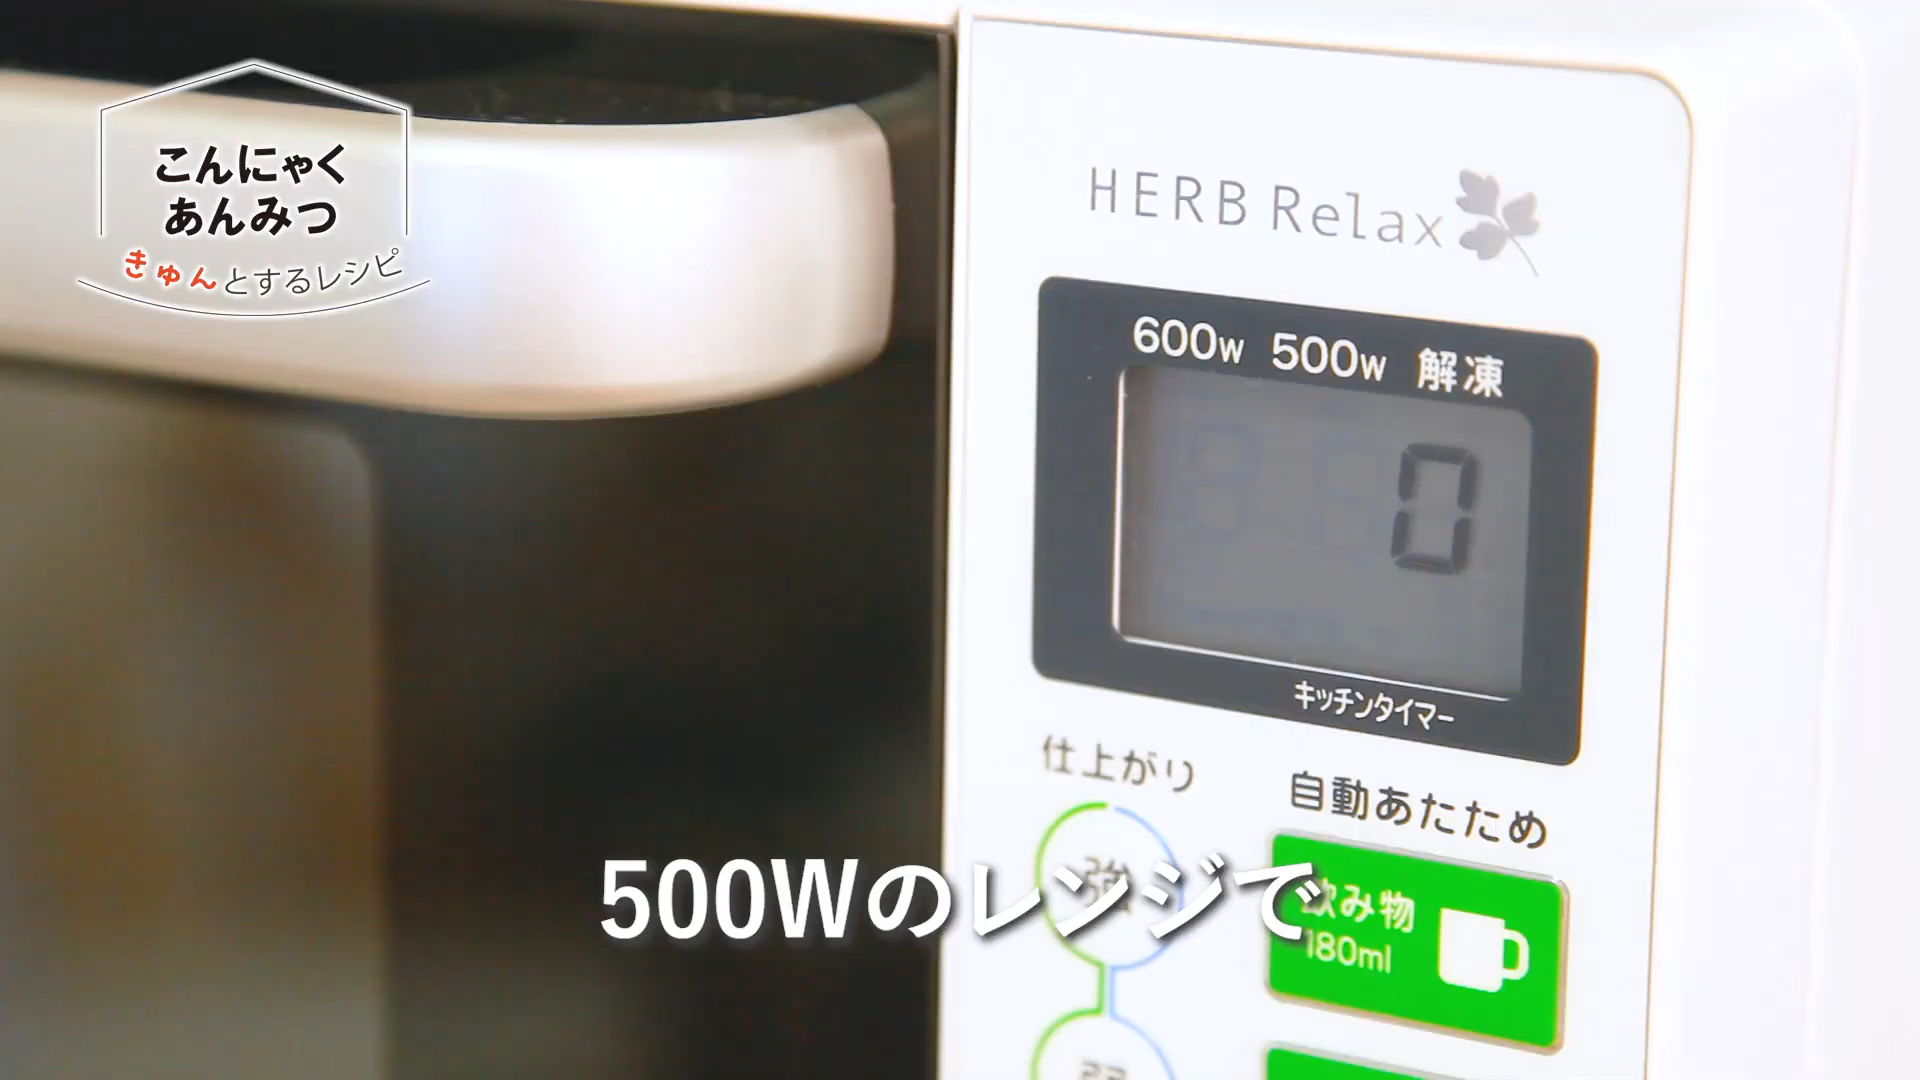 こんにゃく
あんみつ
きゅんとするレシピ
HERB Relax
600W 500W 解凍
0
キッチンタイマー
仕上がり
自動あたため
強
飲み物
180ml
500Wのレンジで
弱